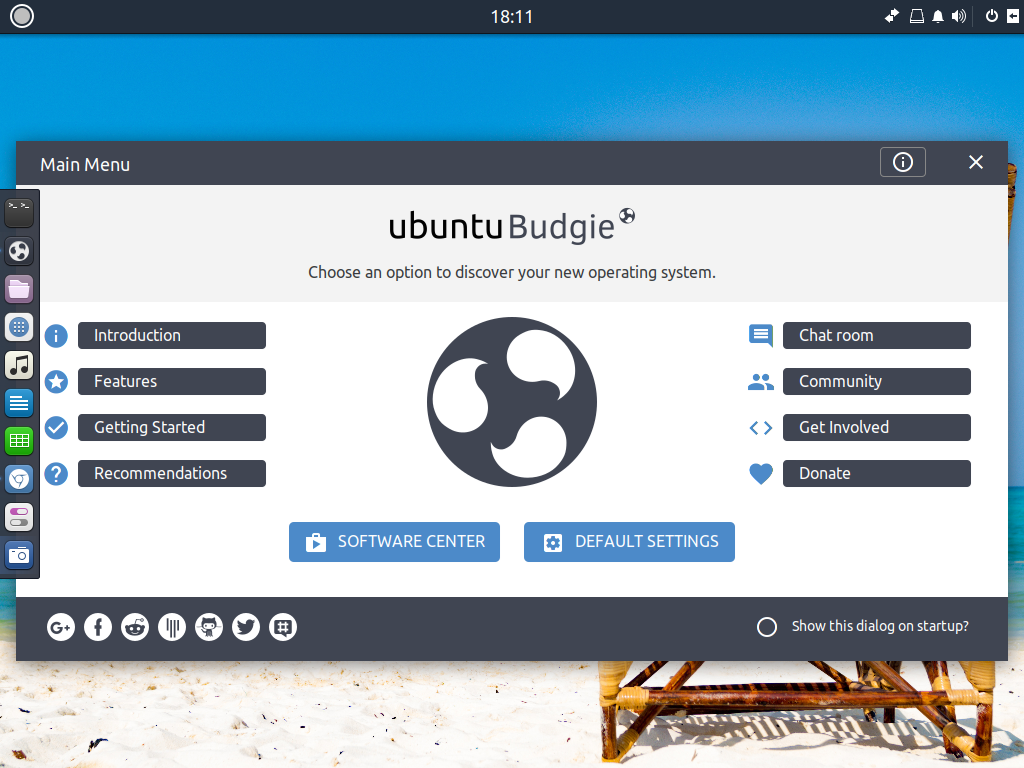 18:11
Main Menu
ubuntu Budgie
Choose an option to discover your new operating system.
Introduction
Features
Getting Started
Recommendations
Chat room
Community
Get Involved
Donate
SOFTWARE CENTER
DEFAULT SETTINGS
Show this dialog on startup?